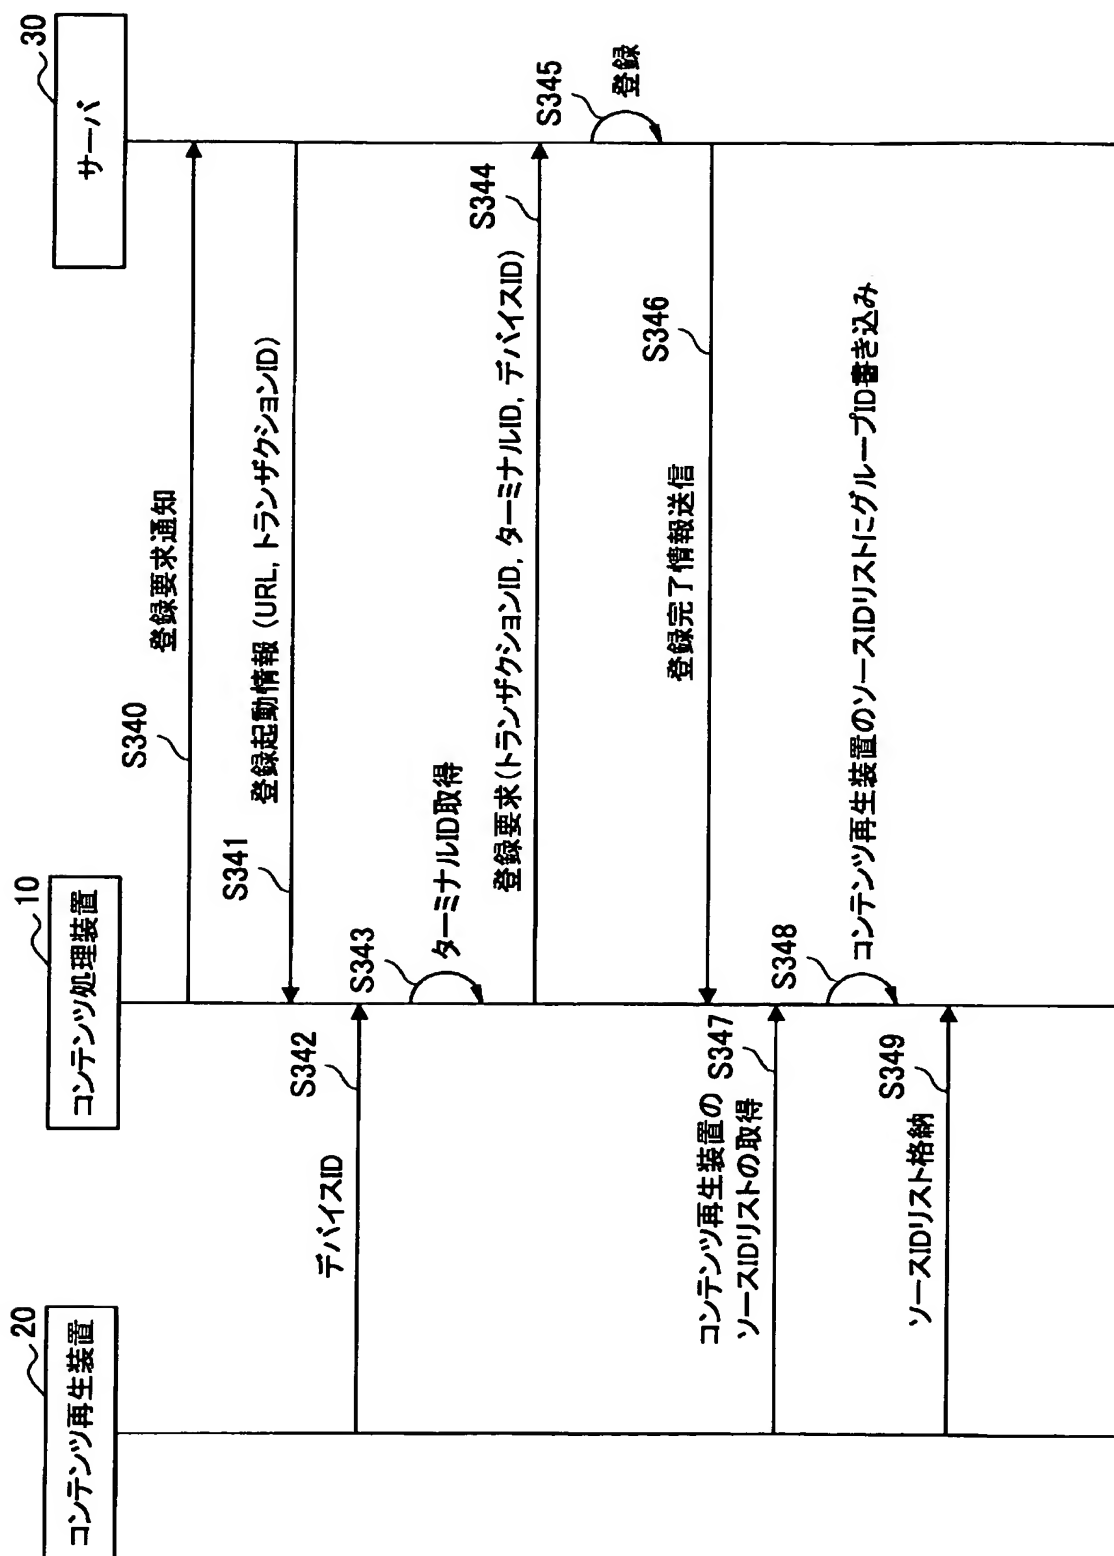 コンテンツ再生装置
20
コンテンツ処理装置
10
サーバ
30
S340
登録要求通知
S341
登録起動情報 (URL, トランザクションID)
S342
デバイスID
S343
ターミナルID取得
S344
登録要求(トランザクションID, ターミナルID, デバイスID)
S345
登録
S346
登録完了情報送信
S347
コンテンツ再生装置の
ソースIDリストの取得
S348
コンテンツ再生装置のソースIDリストにグループID書き込み
S349
ソースIDリスト格納